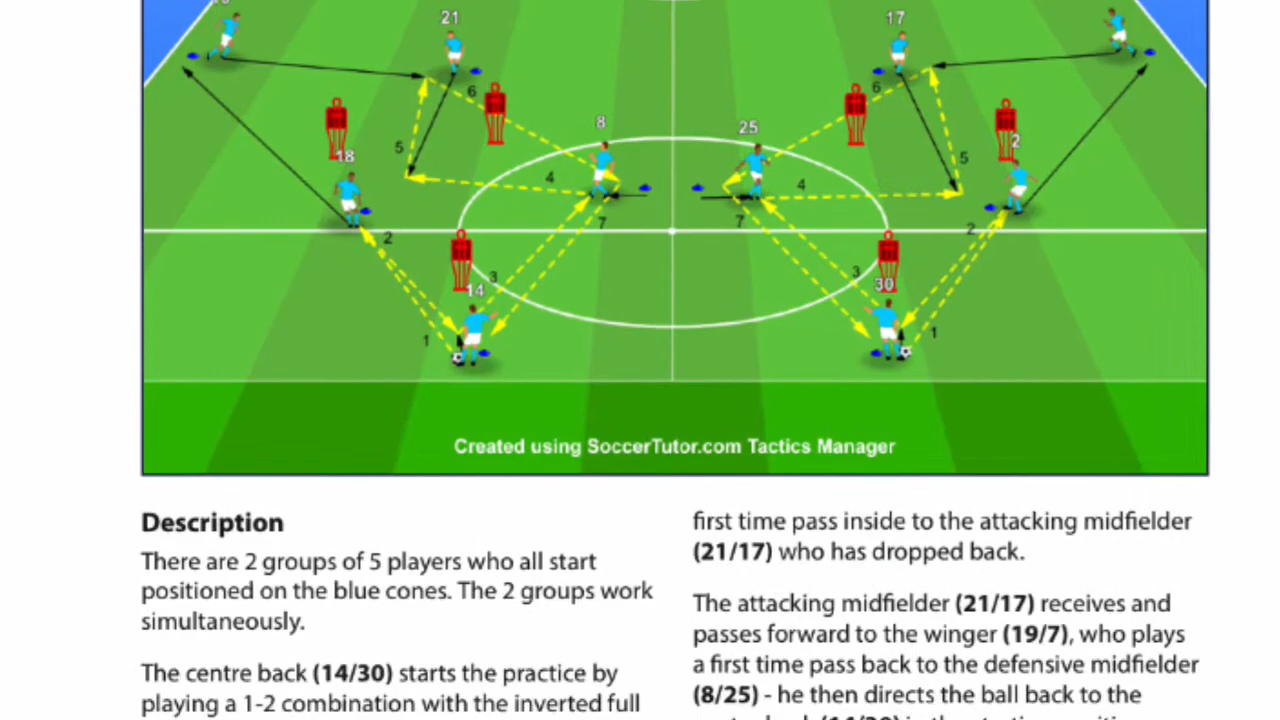 21
17
6
6
8
25
5
5
2
18
4
4
7
7
2
2
3
3
14
30
1
1
Created using SoccerTutor.com Tactics Manager
Description
There are 2 groups of 5 players who all start
positioned on the blue cones. The 2 groups work
simultaneously.
The centre back (14/30) starts the practice by
playing a 1-2 combination with the inverted full
first time pass inside to the attacking midfielder
(21/17) who has dropped back.
The attacking midfielder (21/17) receives and
passes forward to the winger (19/7), who plays
a first time pass back to the defensive midfielder
(8/25) - he then directs the ball back to the